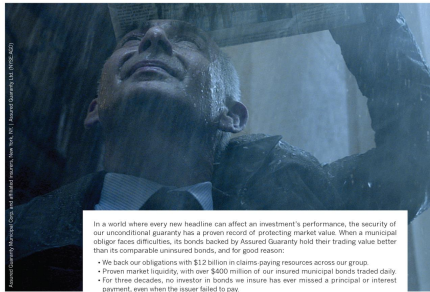 Assured Guaranty Municipal Corp. and affiliated insurers, New York, NY. | Assured Guaranty Ltd. (NYSE:AGO)
In a world where every new headline can affect an investment's performance, the security of
our unconditional guaranty has a proven record of protecting market value. When a municipal
obligor faces difficulties, its bonds backed by Assured Guaranty hold their trading value better
than its comparable uninsured bonds, and for good reason:
• We back our obligations with $12 billion in claims-paying resources across our group.
• Proven market liquidity, with over $400 million of our insured municipal bonds traded daily.
• For three decades, no investor in bonds we insure has ever missed a principal or interest
payment, even when the issuer failed to pay.